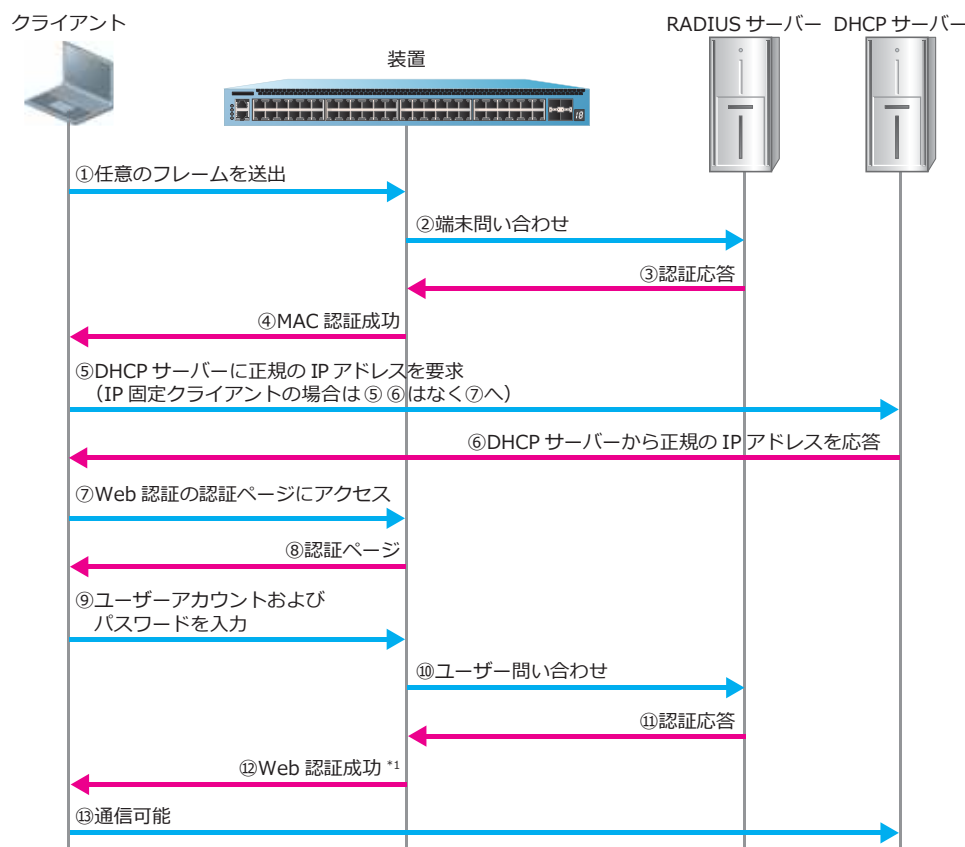 クライアント
装置
RADIUS サーバー
DHCP サーバー
18
①任意のフレームを送出
②端末問い合わせ
③認証応答
④MAC 認証成功
⑤DHCP サーバーに正規の IP アドレスを要求
（IP 固定クライアントの場合は⑤⑥はなく⑦へ）
⑥DHCP サーバーから正規の IP アドレスを応答
⑦Web 認証の認証ページにアクセス
⑧認証ページ
⑨ユーザーアカウントおよび
パスワードを入力
⑩ユーザー問い合わせ
⑪認証応答
⑫Web 認証成功 *1
⑬通信可能